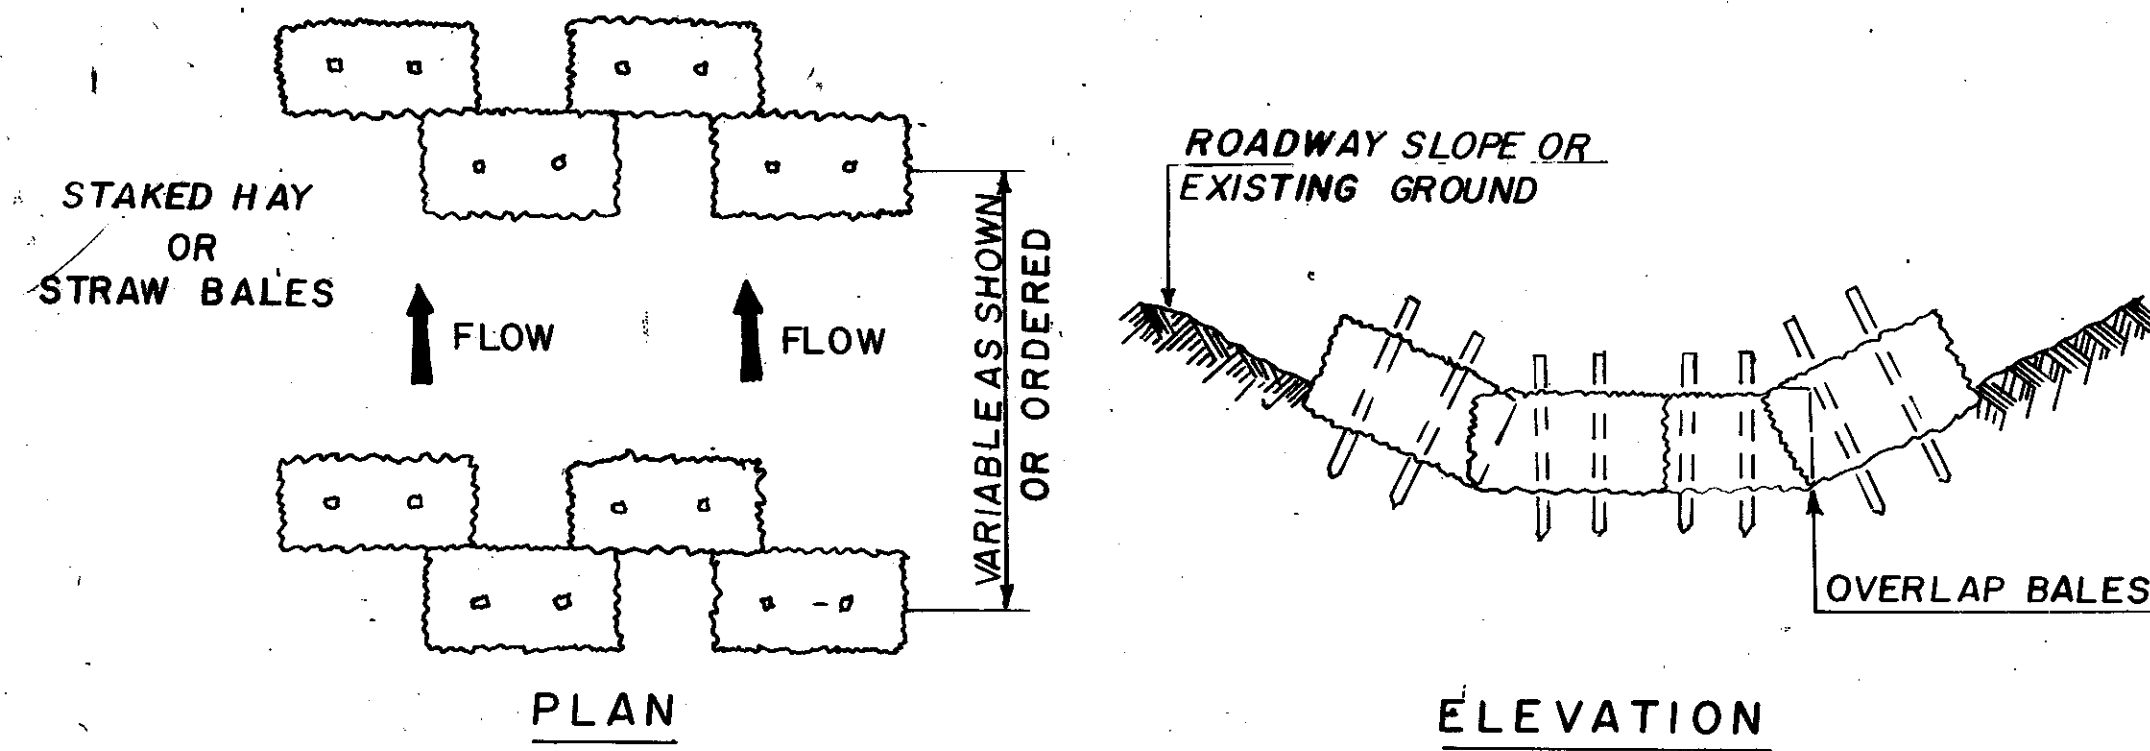 STAKED HAY
OR
STRAW BALES
FLOW
FLOW
VARIABLE AS SHOWN
OR ORDERED
PLAN
ROADWAY SLOPE OR
EXISTING GROUND
OVERLAP BALES
ELEVATION